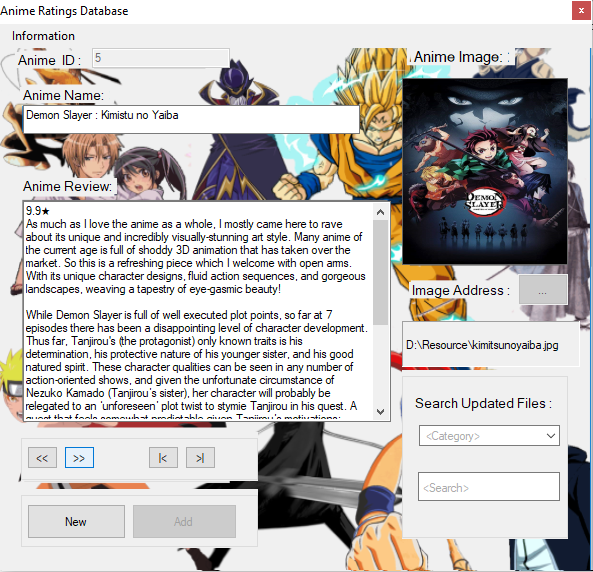 Anime Ratings Database
x
Information
Anime ID :
5
Anime Image:
Anime Name:
Demon Slayer : Kimistu no Yaiba
DEMON
SLAYER
Anime Review:
9.9★
As much as I love the anime as a whole, I mostly came here to rave
about its unique and incredibly visually-stunning art style. Many anime of
the current age is full of shoddy 3D animation that has taken over the
market. So this is a refreshing piece which I welcome with open arms.
With its unique character designs, fluid action sequences, and gorgeous
landscapes, weaving a tapestry of eye-gasmic beauty!
While Demon Slayer is full of well executed plot points, so far at 7
episodes there has been a disappointing level of character development.
Thus far, Tanjirou's (the protagonist) only known traits is his
determination, his protective nature of his younger sister, and his good
natured spirit. These character qualities can be seen in any number of
action-oriented shows, and given the unfortunate circumstance of
Nezuko Kamado (Tanjirou's sister), her character will probably be
relegated to an 'unforeseen' plot twist to stymie Tanjirou in his quest. A
quest that feels somewhat predictable given Tanjirou's motivations;
Image Address :
...
D:\Resource\kimitsunoyaiba.jpg
Search Updated Files :
<Category>
<Search>
<< >> |< >|
New Add